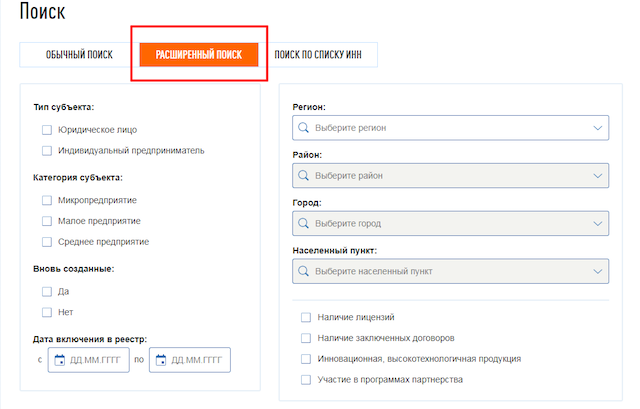 Поиск
ОБЫЧНЫЙ ПОИСК
РАСШИРЕННЫЙ ПОИСК
ПОИСК ПО СПИСКУ ИНН
Тип субъекта:
Юридическое лицо
Индивидуальный предприниматель
Категория субъекта:
Микропредприятие
Малое предприятие
Среднее предприятие
Вновь созданные:
Да
Нет
Дата включения в реестр:
с ДД.ММ.ГГГГ по ДД.ММ.ГГГГ
Регион:
Выберите регион
Район:
Выберите район
Город:
Выберите город
Населенный пункт:
Выберите населенный пункт
Наличие лицензий
Наличие заключенных договоров
Инновационная, высокотехнологичная продукция
Участие в программах партнерства